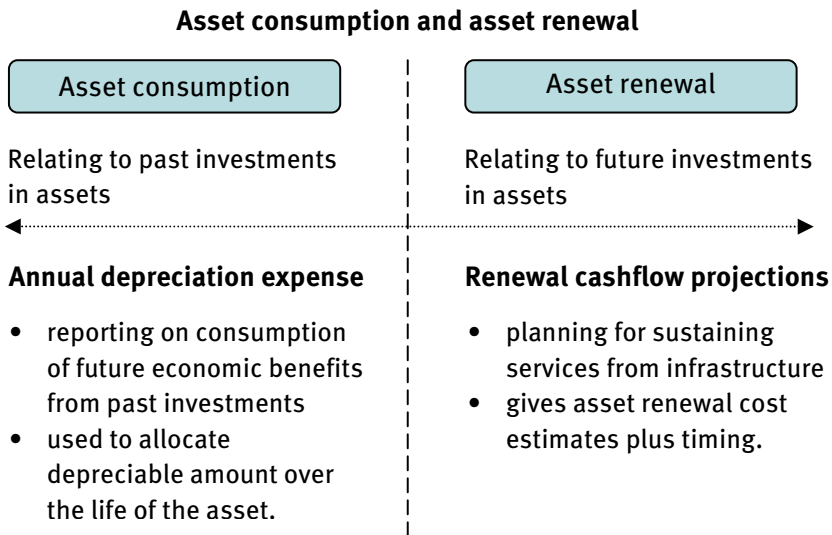 Asset consumption and asset renewal
Asset consumption
Relating to past investments
in assets
Annual depreciation expense
• reporting on consumption
of future economic benefits
from past investments
• used to allocate
depreciable amount over
the life of the asset.
Asset renewal
Relating to future investments
in assets
Renewal cashflow projections
• planning for sustaining
services from infrastructure
• gives asset renewal cost
estimates plus timing.